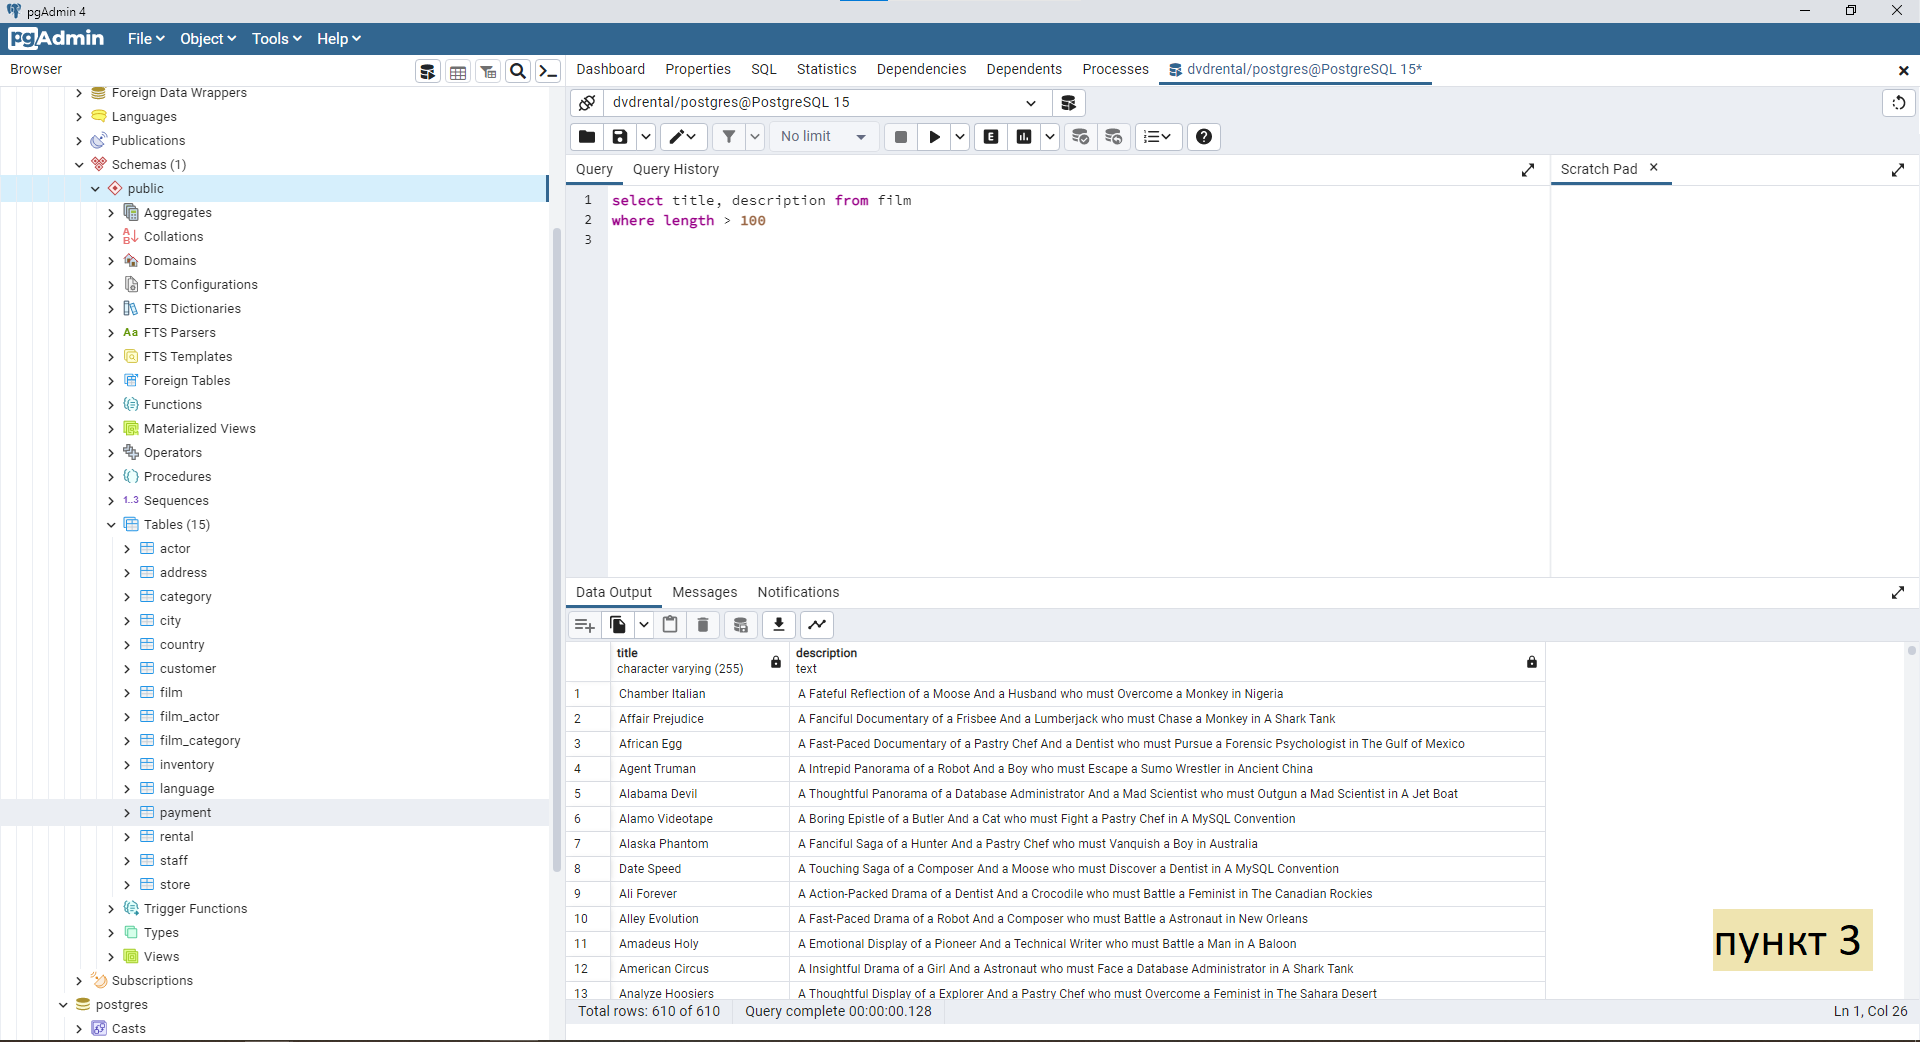 pgAdmin 4
pgAdmin File Object Tools Help
Browser
Dashboard Properties SQL Statistics Dependencies Dependents Processes dvdrental/postgres@PostgreSQL 15*
Foreign Data Wrappers
Languages
Publications
Schemas (1)
public
Aggregates
Collations
Domains
FTS Configurations
FTS Dictionaries
Aa FTS Parsers
FTS Templates
Foreign Tables
Functions
Materialized Views
Operators
Procedures
1..3 Sequences
Tables (15)
actor
address
category
city
country
customer
film
film_actor
film_category
inventory
language
payment
rental
staff
store
Trigger Functions
Types
Views
Subscriptions
postgres
Casts
dvdrental/postgres@PostgreSQL 15
No limit
E
Query Query History
Scratch Pad
1 select title, description from film
2 where length > 100
3
Data Output Messages Notifications
title description
character varying (255) text
1 Chamber Italian A Fateful Reflection of a Moose And a Husband who must Overcome a Monkey in Nigeria
2 Affair Prejudice A Fanciful Documentary of a Frisbee And a Lumberjack who must Chase a Monkey in A Shark Tank
3 African Egg A Fast-Paced Documentary of a Pastry Chef And a Dentist who must Pursue a Forensic Psychologist in The Gulf of Mexico
4 Agent Truman A Intrepid Panorama of a Robot And a Boy who must Escape a Sumo Wrestler in Ancient China
5 Alabama Devil A Thoughtful Panorama of a Database Administrator And a Mad Scientist who must Outgun a Mad Scientist in A Jet Boat
6 Alamo Videotape A Boring Epistle of a Butler And a Cat who must Fight a Pastry Chef in A MySQL Convention
7 Alaska Phantom A Fanciful Saga of a Hunter And a Pastry Chef who must Vanquish a Boy in Australia
8 Date Speed A Touching Saga of a Composer And a Moose who must Discover a Dentist in A MySQL Convention
9 Ali Forever A Action-Packed Drama of a Dentist And a Crocodile who must Battle a Feminist in The Canadian Rockies
10 Alley Evolution A Fast-Paced Drama of a Robot And a Composer who must Battle a Astronaut in New Orleans
11 Amadeus Holy A Emotional Display of a Pioneer And a Technical Writer who must Battle a Man in A Baloon
12 American Circus A Insightful Drama of a Girl And a Astronaut who must Face a Database Administrator in A Shark Tank
13 Analyze Hoosiers A Thoughtful Display of a Explorer And a Pastry Chef who must Overcome a Feminist in The Sahara Desert
пункт 3
Total rows: 610 of 610 Query complete 00:00:00.128 Ln 1, Col 26